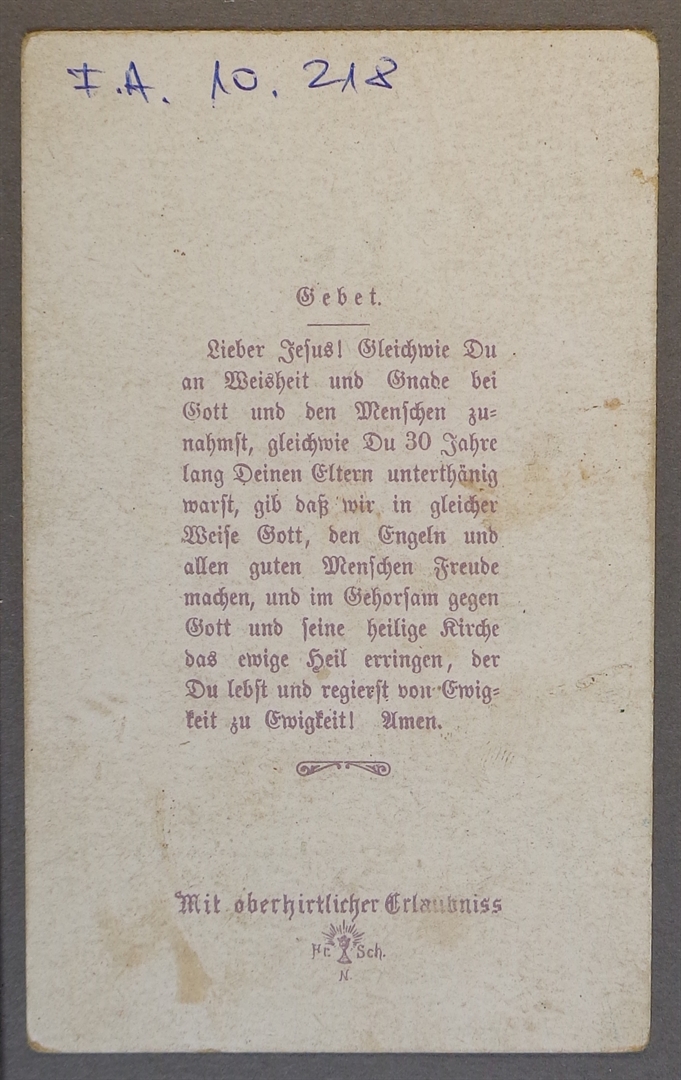 I.A. 10. 218
Gebet.
Lieber Jesus! Gleichwie Du
an Weisheit und Gnade bei
Gott und den Menschen zu=
nahmst, gleichwie Du 30 Jahre
lang Deinen Eltern unterthänig
warst, gib daß wir in gleicher
Weise Gott, den Engeln und
allen guten Menschen Freude
machen, und im Gehorsam gegen
Gott und seine heilige Kirche
das ewige Heil erringen, der
Du lebst und regierst von Ewig=
keit zu Ewigkeit! Amen.
Mit oberhirtlicher Erlaubniss
Fr. Sch.
N.